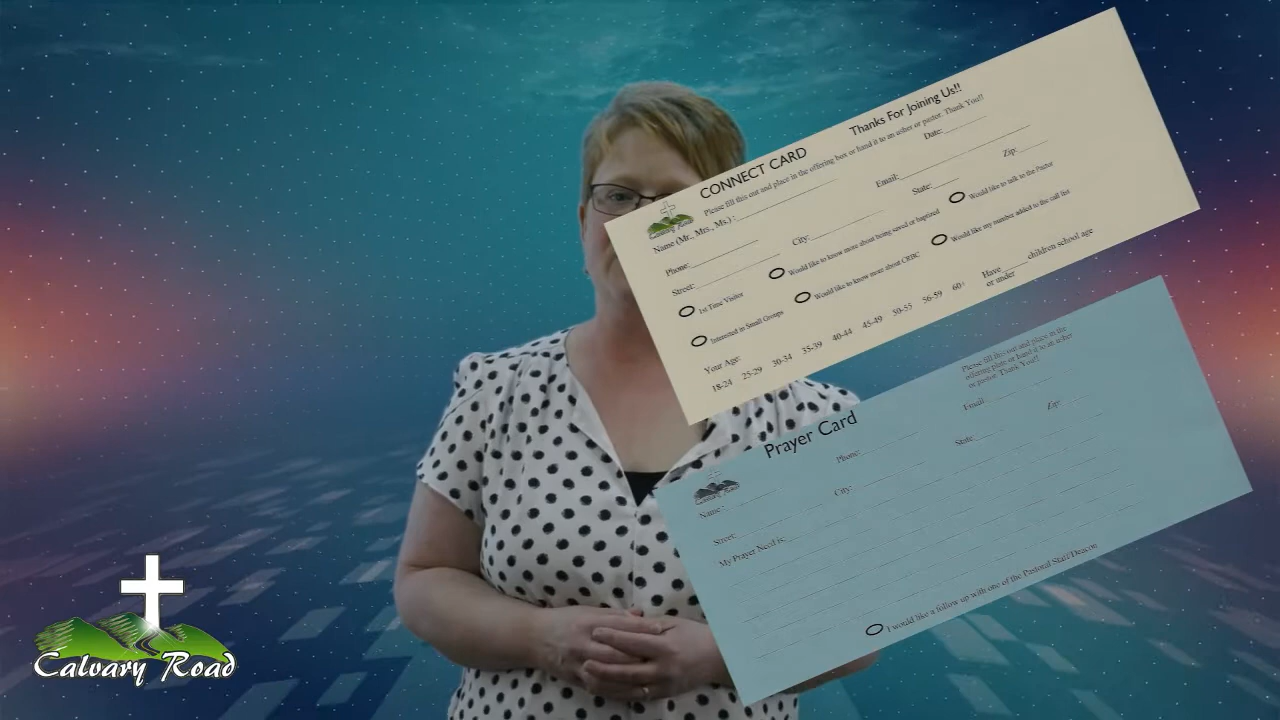 CONNECT CARD
Thanks For Joining Us!!
Please fill this out and place in the offering box or hand it to an usher or pastor. Thank You!!
Name (Mr., Mrs., Ms.) :
Date:
Phone:
Email:
Street:
City:
State:
Zip:
1st Time Visitor
Would like to know more about being saved or baptized
Would like to talk to the Pastor
Interested in Small Groups
Would like to know more about CRBC
Would like my number added to the call list
Your Age:
18-24 25-29 30-34 35-39 40-44 45-49 50-55 56-59 60+
Have children school age
or under
Calvary Road
Prayer Card
Please fill this out and place in the
offering plate or hand it to an usher
or pastor. Thank You!!
Name :
Phone:
Email
Street:
City:
State:
Zip:
My Prayer Need is:
I would like a follow up with one of the Pastoral Staff/Deacon
Calvary Road